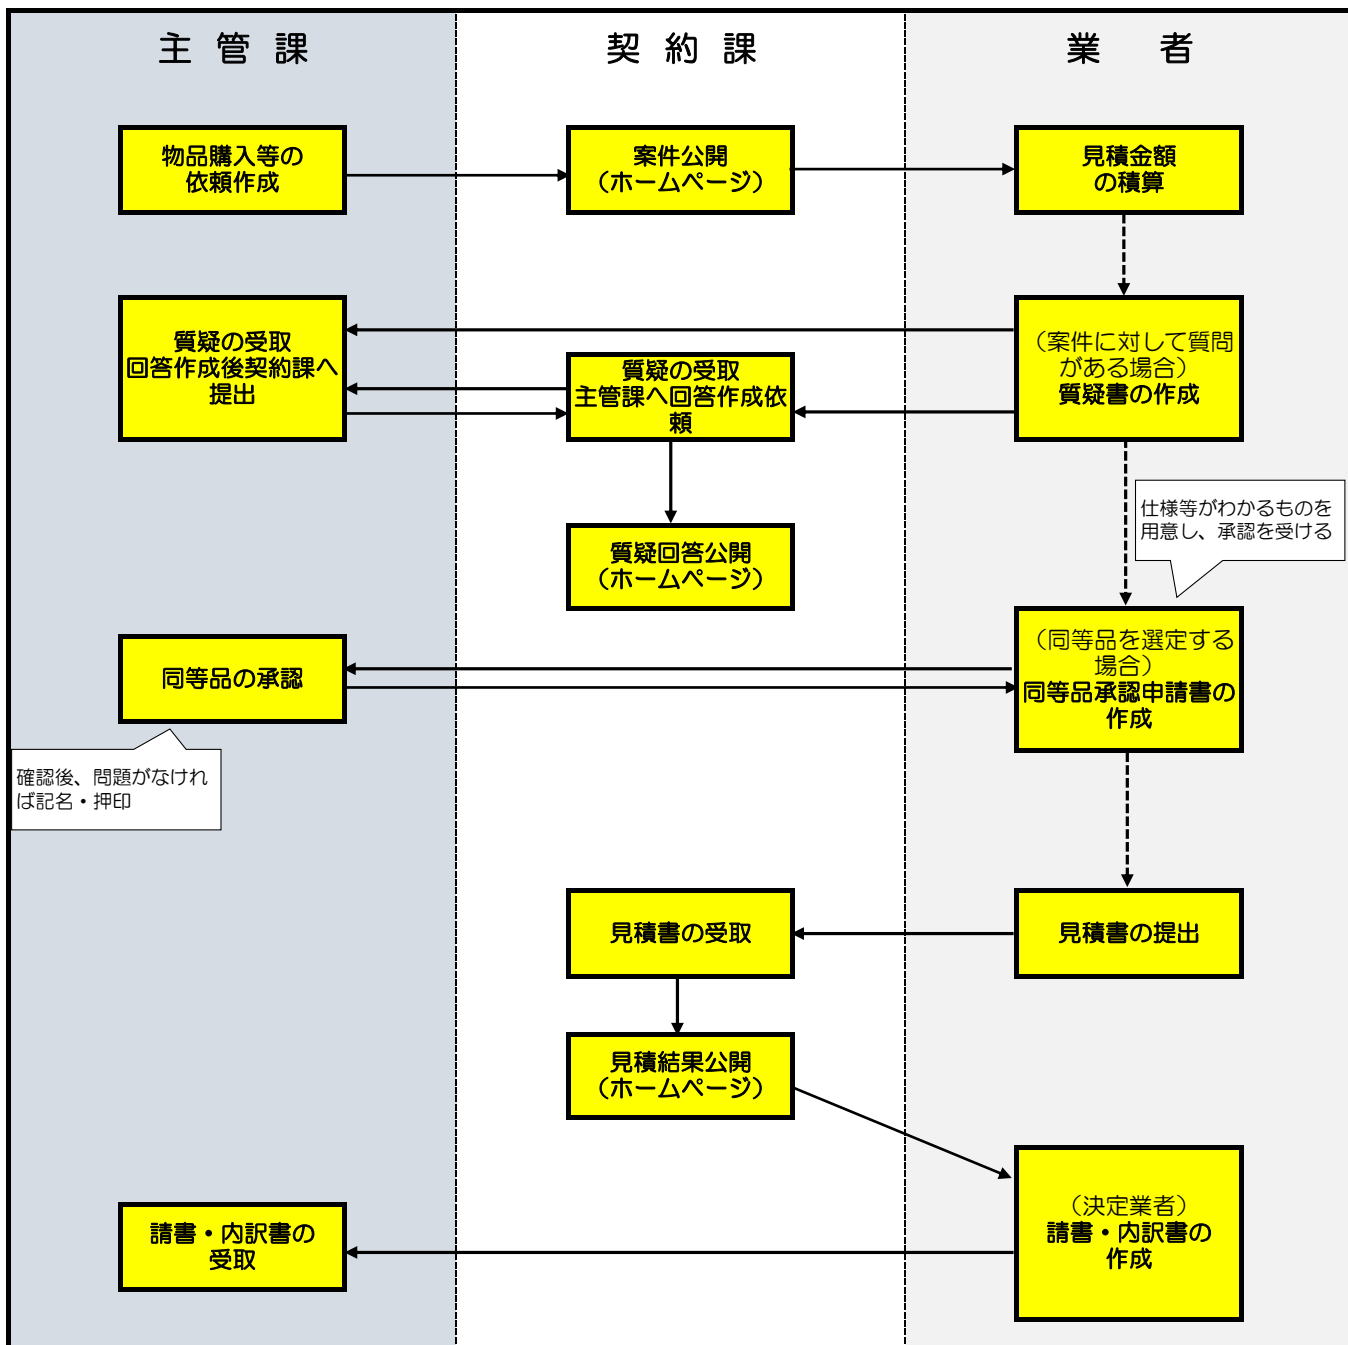 主 管 課
契 約 課
業　者
物品購入等の
依頼作成
案件公開
（ホームページ）
見積金額
の積算
質疑の受取
回答作成後契約課へ
提出
質疑の受取
主管課へ回答作成依
頼
（案件に対して質問
がある場合）
質疑書の作成
仕様等がわかるものを
用意し、承認を受ける
質疑回答公開
（ホームページ）
同等品の承認
（同等品を選定する
場合）
同等品承認申請書の
作成
確認後、問題がなけれ
ば記名・押印
見積書の受取
見積書の提出
見積結果公開
（ホームページ）
請書・内訳書の
受取
（決定業者）
請書・内訳書の
作成